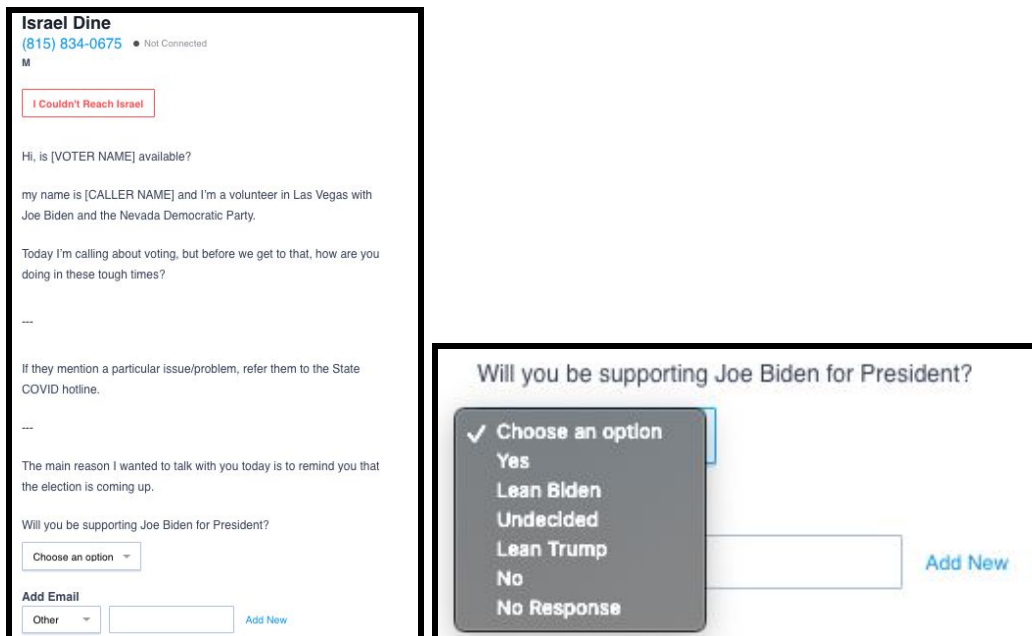 Israel Dine
(815) 834-0675 ● Not Connected
M
I Couldn't Reach Israel
Hi, is [VOTER NAME] available?
my name is [CALLER NAME] and I'm a volunteer in Las Vegas with
Joe Biden and the Nevada Democratic Party.
Today I'm calling about voting, but before we get to that, how are you
doing in these tough times?
---
If they mention a particular issue/problem, refer them to the State
COVID hotline.
---
The main reason I wanted to talk with you today is to remind you that
the election is coming up.
Will you be supporting Joe Biden for President?
Choose an option
Add Email
Other
Add New
Will you be supporting Joe Biden for President?
✓ Choose an option
Yes
Lean Biden
Undecided
Lean Trump
No
No Response
Add New